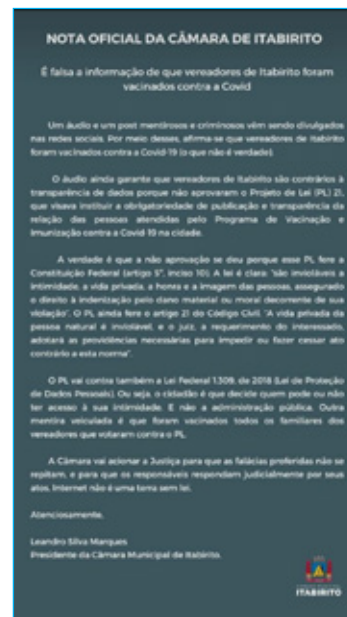 NOTA OFICIAL DA CÂMARA DE ITABIRITO
É falsa a informação de que vereadores de Itabirito foram
vacinados contra a Covid
Um áudio e um post mentirosos e criminosos vêm sendo divulgados
nas redes sociais. Por meio desses, afirma-se que vereadores de Itabirito
foram vacinados contra a Covid-19 (o que não é verdade).
O áudio ainda garante que vereadores de Itabirito são contrários à
transparência de dados porque não aprovaram o Projeto de Lei (PL) 21,
que visava instituir a obrigatoriedade de publicação e transparência da
relação das pessoas atendidas pelo Programa de Vacinação e
Imunização contra a Covid-19 na cidade.
A verdade é que a não aprovação se deu porque esse PL fere a
Constituição Federal (artigo 5º, inciso 10). A lei é clara: "são invioláveis a
intimidade, a vida privada, a honra e a imagem das pessoas, assegurado
o direito à indenização pelo dano material ou moral decorrente de sua
violação". O PL ainda fere o artigo 21 do Código Civil: "A vida privada da
pessoa natural é inviolável, e o juiz, a requerimento do interessado,
adotará as providências necessárias para impedir ou fazer cessar ato
contrário a esta norma".
O PL vai contra também a Lei Federal 1.309, de 2018 (Lei de Proteção
de Dados Pessoais). Ou seja, o cidadão é que decide quem pode ou não
ter acesso à sua intimidade. E não a administração pública. Outra
mentira veiculada é que foram vacinados todos os familiares dos
vereadores que votaram contra o PL.
A Câmara vai acionar a Justiça para que as falácias proferidas não se
repitam, e para que os responsáveis respondam judicialmente por seus
atos. Internet não é uma terra sem lei.
Atenciosamente,
Leandro Silva Marques
Presidente da Câmara Municipal de Itabirito.
ITABIRITO